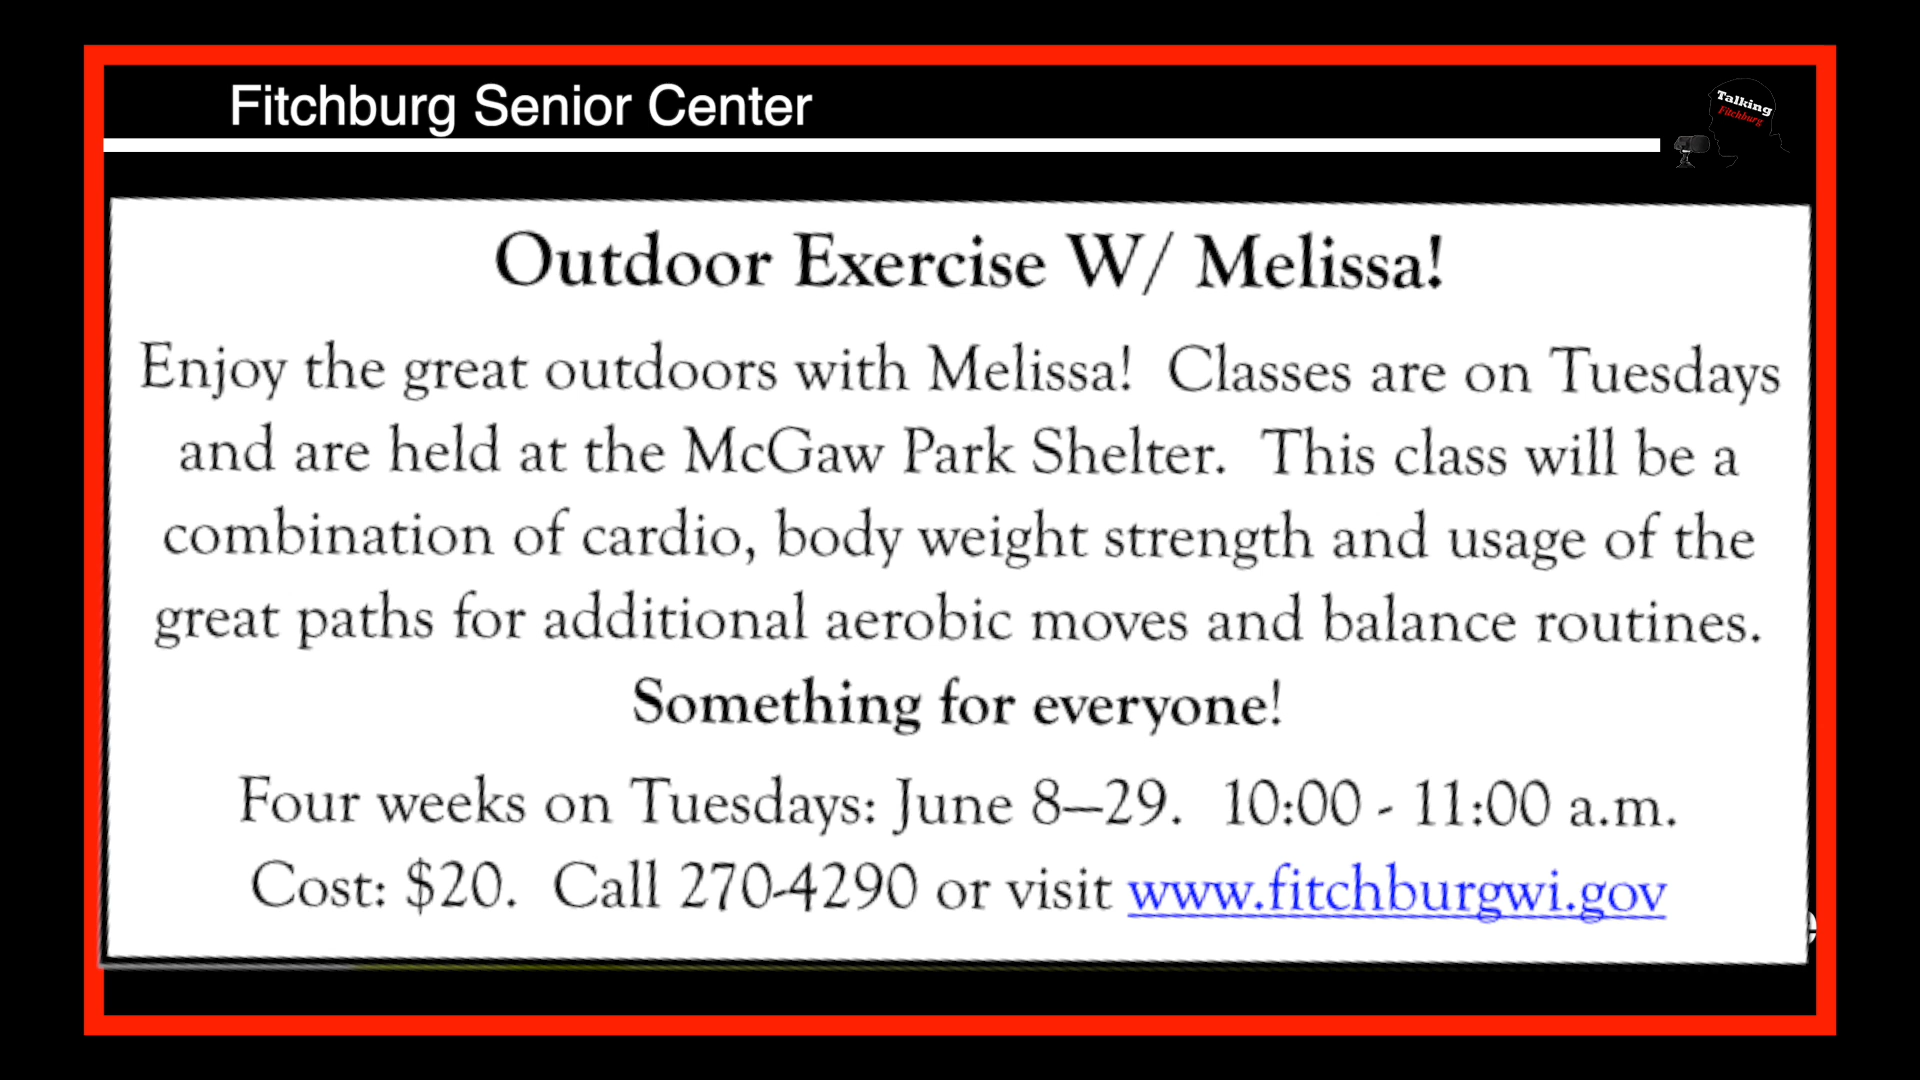 Fitchburg Senior Center
Talking
Fitchburg
Outdoor Exercise W/ Melissa!
Enjoy the great outdoors with Melissa!  Classes are on Tuesdays
and are held at the McGaw Park Shelter.  This class will be a
combination of cardio, body weight strength and usage of the
great paths for additional aerobic moves and balance routines.
Something for everyone!
Four weeks on Tuesdays: June 8—29.  10:00 - 11:00 a.m.
Cost: $20.  Call 270-4290 or visit www.fitchburgwi.gov